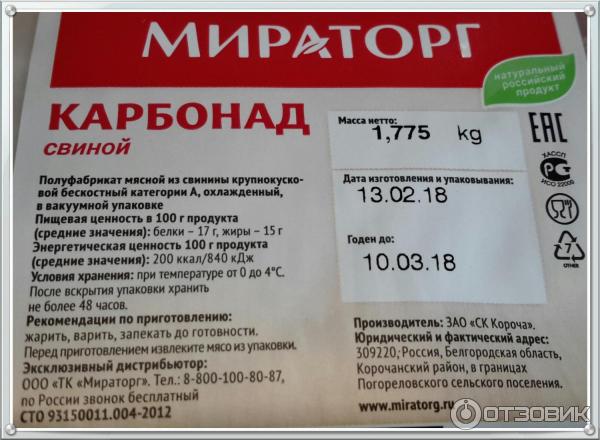 МИРАТОРГ
натуральный
российский
продукт
КАРБОНАД
СВИНОЙ
Масса нетто:
1,775 kg
EAC
ХАССП
ИСО 22000
Полуфабрикат мясной из свинины крупнокуско-
вой бескостный категории А, охлажденный,
в вакуумной упаковке
Пищевая ценность в 100 г продукта
(средние значения): белки – 17 г, жиры – 15 г
Энергетическая ценность 100 г продукта
(средние значения): 200 ккал/840 кДж
Условия хранения: при температуре от 0 до 4°С.
После вскрытия упаковки хранить
не более 48 часов.
Дата изготовления и упаковывания:
13.02.18
Годен до:
10.03.18
7
OTHER
Рекомендации по приготовлению:
жарить, варить, запекать до готовности.
Перед приготовлением извлеките мясо из упаковки.
Эксклюзивный дистрибьютор:
ООО «ТК «Мираторг». Тел.: 8-800-100-80-87,
по России звонок бесплатный
СТО 93150011.004-2012
Производитель: ЗАО «СК Короча».
Юридический и фактический адрес:
309220; Россия, Белгородская область,
Корочанский район, в границах
Погореловского сельского поселения.
www.miratorg.ru
ОТЗОВИК